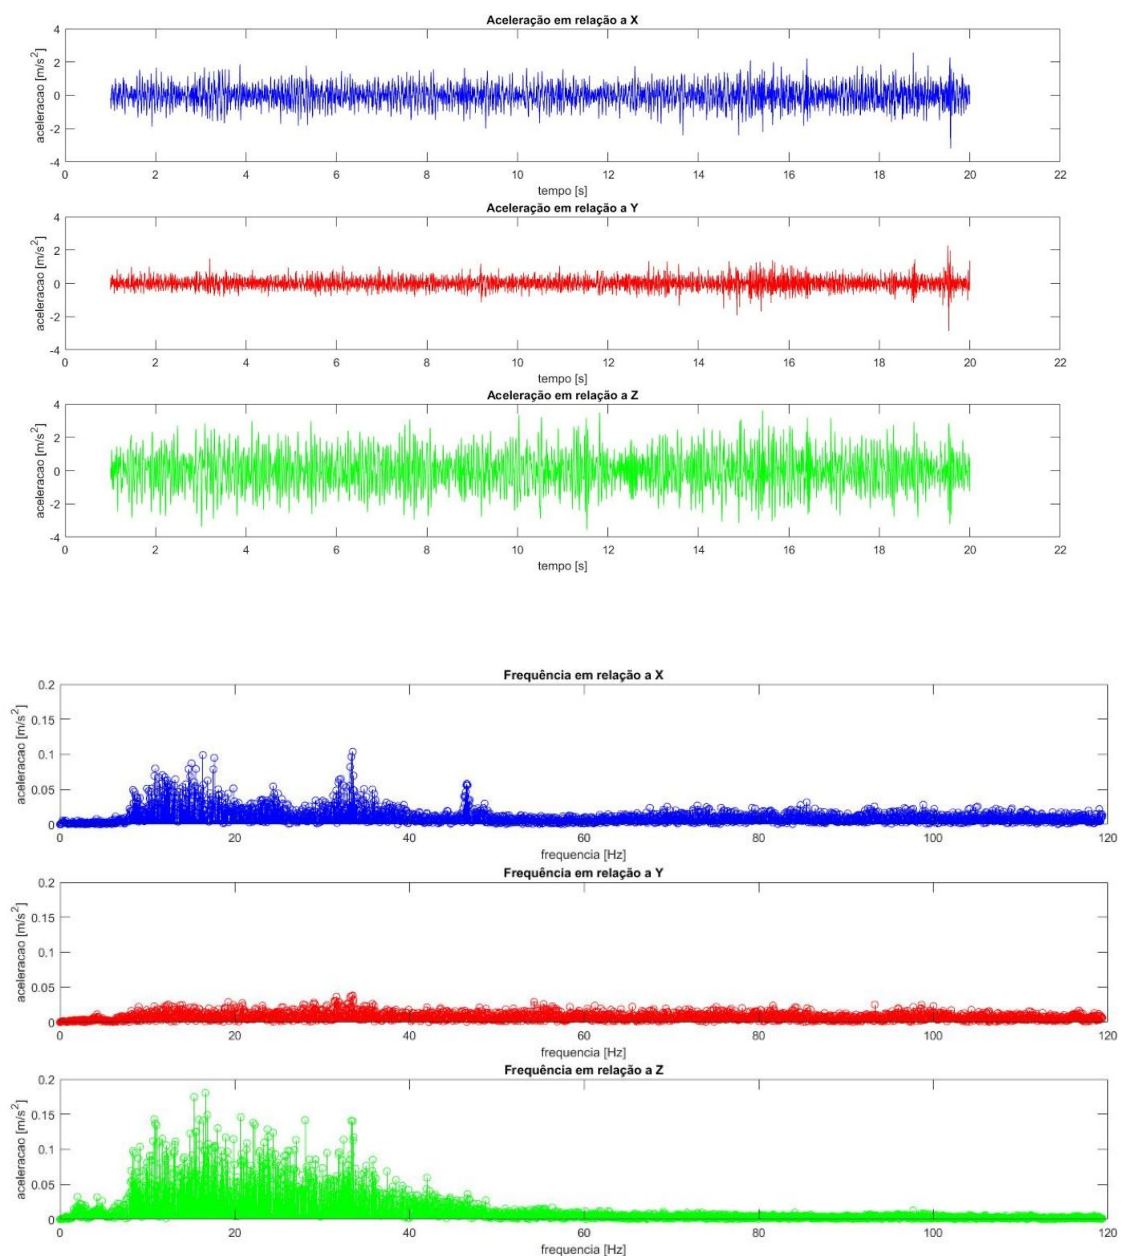 Aceleração em relação a X
aceleracao [m/s²]
4
2
0
-2
-4
0 2 4 6 8 10 12 14 16 18 20 22
tempo [s]
Aceleração em relação a Y
aceleracao [m/s²]
4
2
0
-2
-4
0 2 4 6 8 10 12 14 16 18 20 22
tempo [s]
Aceleração em relação a Z
aceleracao [m/s²]
4
2
0
-2
-4
0 2 4 6 8 10 12 14 16 18 20 22
tempo [s]
Frequência em relação a X
aceleracao [m/s²]
0.2
0.15
0.1
0.05
0
0 20 40 60 80 100 120
frequencia [Hz]
Frequência em relação a Y
aceleracao [m/s²]
0.2
0.15
0.1
0.05
0
0 20 40 60 80 100 120
frequencia [Hz]
Frequência em relação a Z
aceleracao [m/s²]
0.2
0.15
0.1
0.05
0
0 20 40 60 80 100 120
frequencia [Hz]